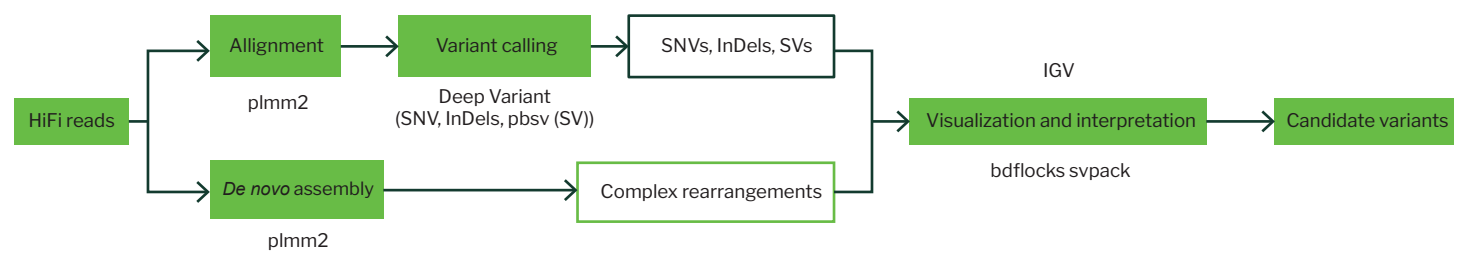 HiFi reads
Allignment
plmm2
Variant calling
Deep Variant
(SNV, InDels, pbsv (SV))
SNVs, InDels, SVs
De novo assembly
plmm2
Complex rearrangements
IGV
Visualization and interpretation
bdflocks svpack
Candidate variants